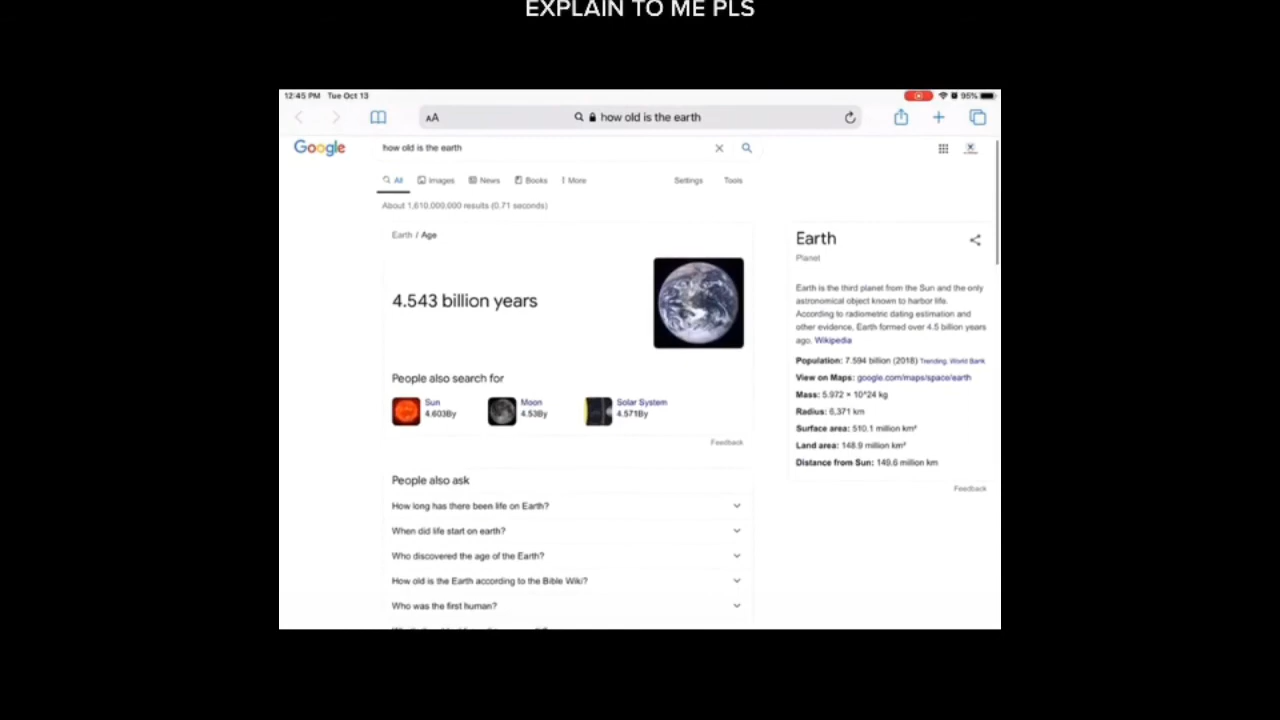 EXPLAIN TO ME PLS
12:45 PM Tue Oct 13
95%
AA
how old is the earth
Google
how old is the earth
All Images News Books More
Settings Tools
About 1,610,000,000 results (0.71 seconds)
Earth / Age
4.543 billion years
People also search for
Sun
4.603By
Moon
4.53By
Solar System
4.571By
Feedback
People also ask
How long has there been life on Earth?
When did life start on earth?
Who discovered the age of the Earth?
How old is the Earth according to the Bible Wiki?
Who was the first human?
Earth
Planet
Earth is the third planet from the Sun and the only
astronomical object known to harbor life.
According to radiometric dating estimation and
other evidence, Earth formed over 4.5 billion years
ago. Wikipedia
Population: 7.594 billion (2018) Trending, World Bank
View on Maps: google.com/maps/space/earth
Mass: 5.972 × 10^24 kg
Radius: 6,371 km
Surface area: 510.1 million km²
Land area: 148.9 million km²
Distance from Sun: 149.6 million km
Feedback